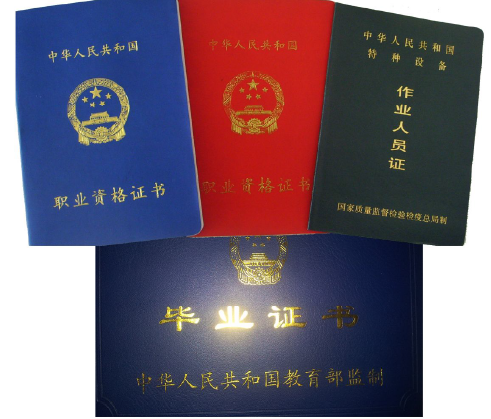 中华人民共和国
职业资格证书
中华人民共和国
职业资格证书
中华人民共和国
特种设备
作业人员证
国家质量监督检验检疫总局制
毕业证书
中华人民共和国教育部监制